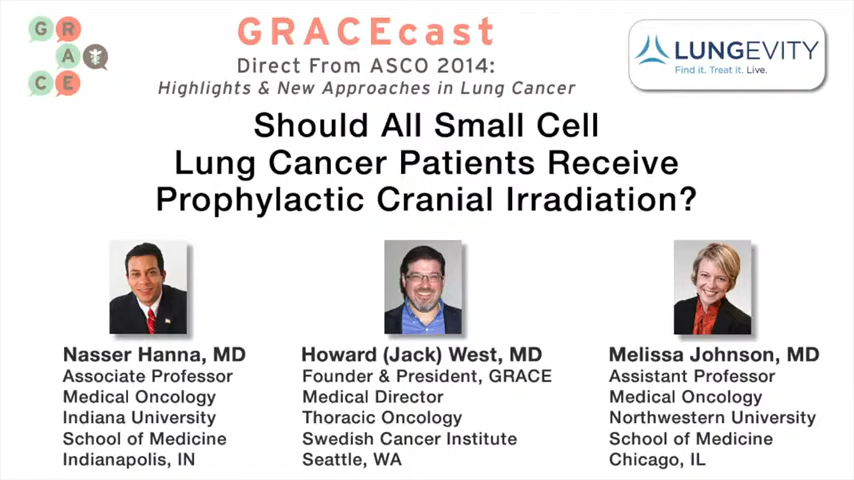 G R
A
C E
GRACEcast
Direct From ASCO 2014:
Highlights & New Approaches in Lung Cancer
LUNGEVITY
Find it. Treat it. Live.
Should All Small Cell
Lung Cancer Patients Receive
Prophylactic Cranial Irradiation?
Nasser Hanna, MD
Associate Professor
Medical Oncology
Indiana University
School of Medicine
Indianapolis, IN
Howard (Jack) West, MD
Founder & President, GRACE
Medical Director
Thoracic Oncology
Swedish Cancer Institute
Seattle, WA
Melissa Johnson, MD
Assistant Professor
Medical Oncology
Northwestern University
School of Medicine
Chicago, IL